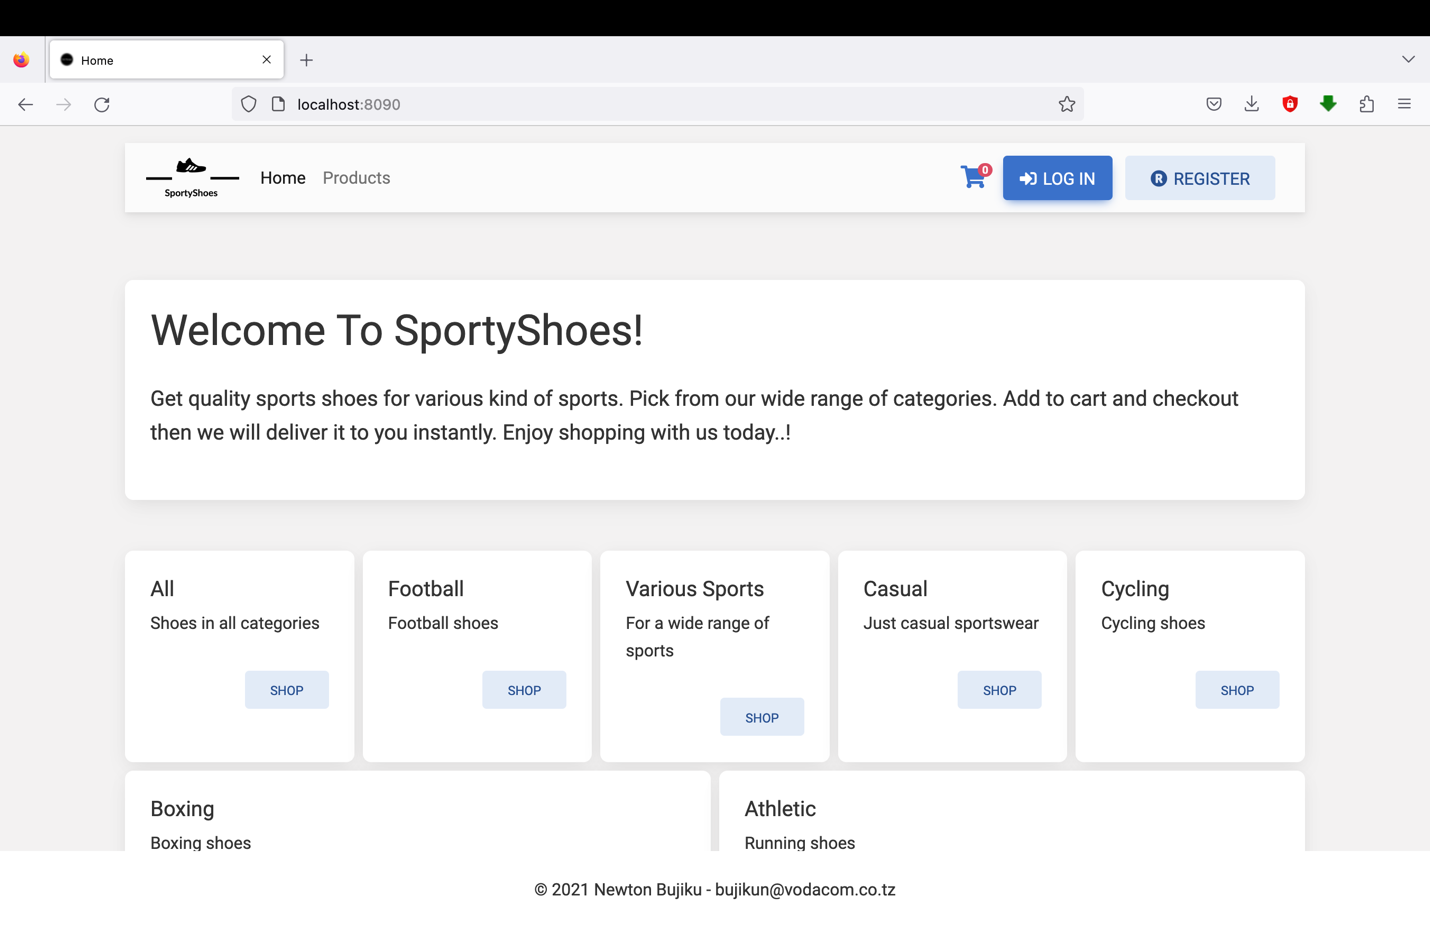 Home
localhost:8090
SportyShoes
Home
Products
0
LOG IN
R REGISTER
Welcome To SportyShoes!
Get quality sports shoes for various kind of sports. Pick from our wide range of categories. Add to cart and checkout
then we will deliver it to you instantly. Enjoy shopping with us today..!
All
Shoes in all categories
SHOP
Football
Football shoes
SHOP
Various Sports
For a wide range of
sports
SHOP
Casual
Just casual sportswear
SHOP
Cycling
Cycling shoes
SHOP
Boxing
Boxing shoes
Athletic
Running shoes
© 2021 Newton Bujiku - bujikun@vodacom.co.tz